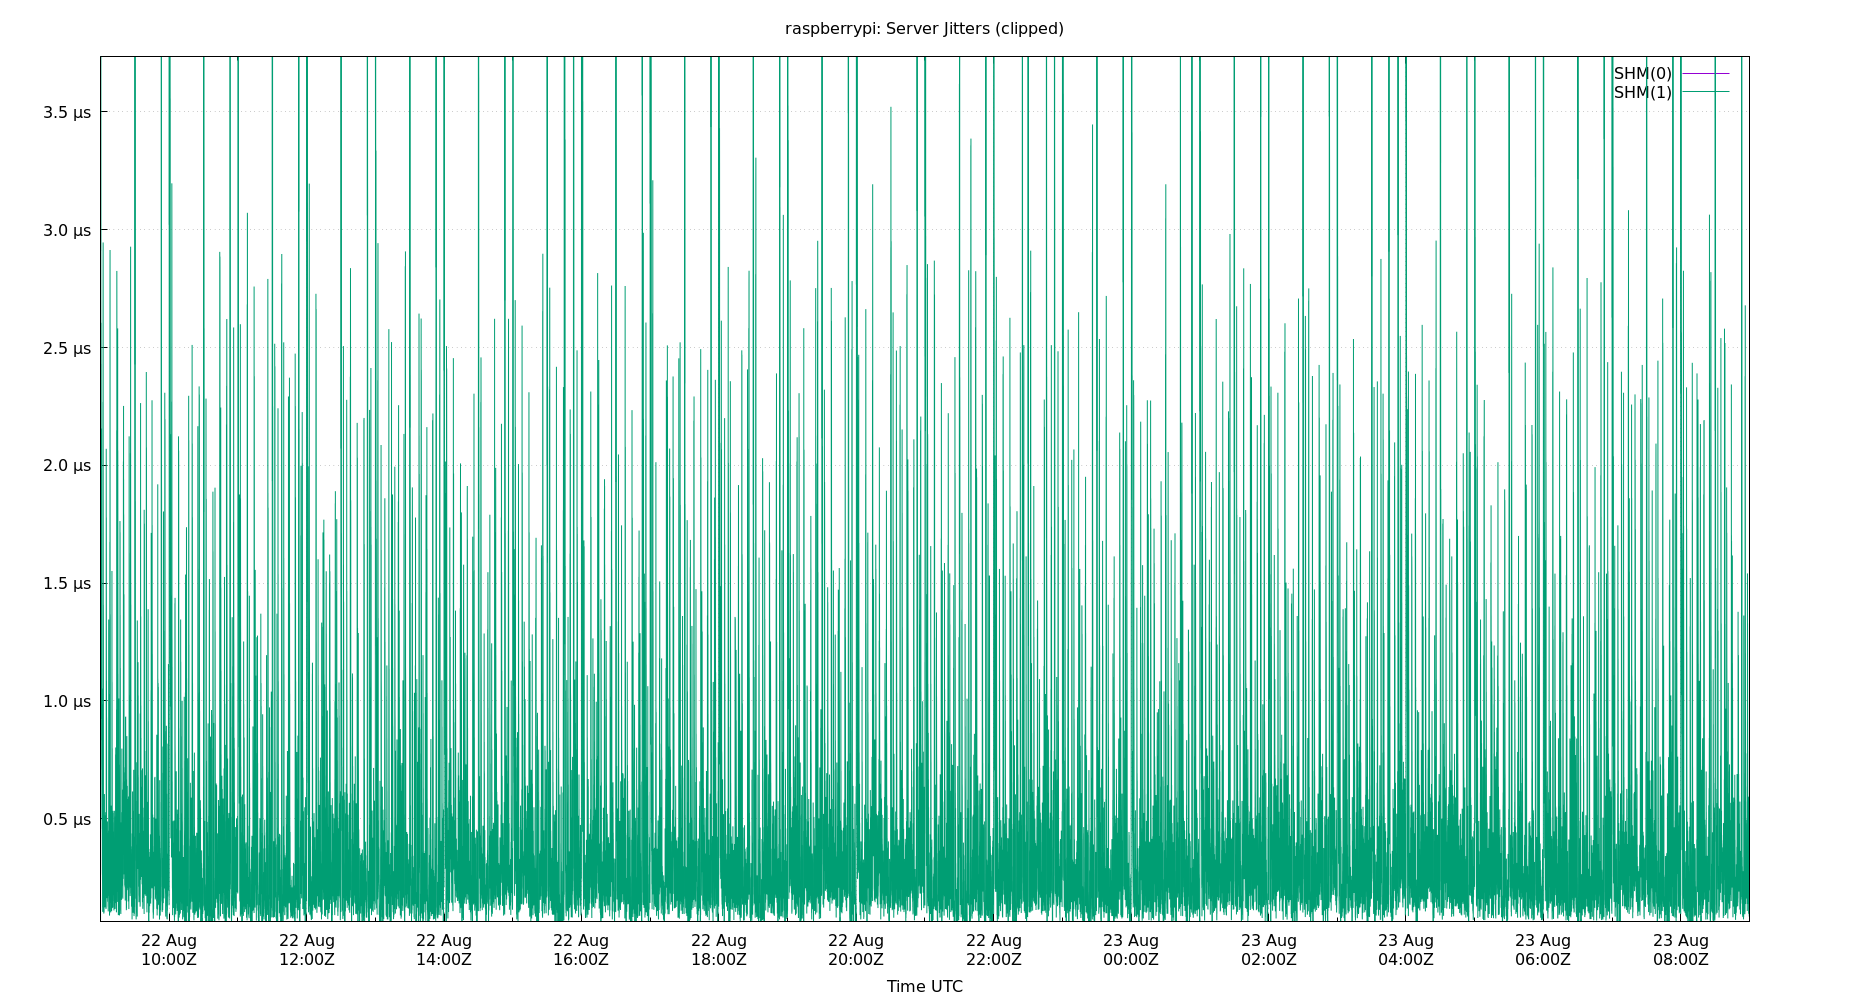 raspberrypi: Server Jitters (clipped)
SHM(0)
SHM(1)
3.5 µs
3.0 µs
2.5 µs
2.0 µs
1.5 µs
1.0 µs
0.5 µs
22 Aug 22 Aug 22 Aug 22 Aug 22 Aug 22 Aug 22 Aug 23 Aug 23 Aug 23 Aug 23 Aug 23 Aug
10:00Z 12:00Z 14:00Z 16:00Z 18:00Z 20:00Z 22:00Z 00:00Z 02:00Z 04:00Z 06:00Z 08:00Z
Time UTC